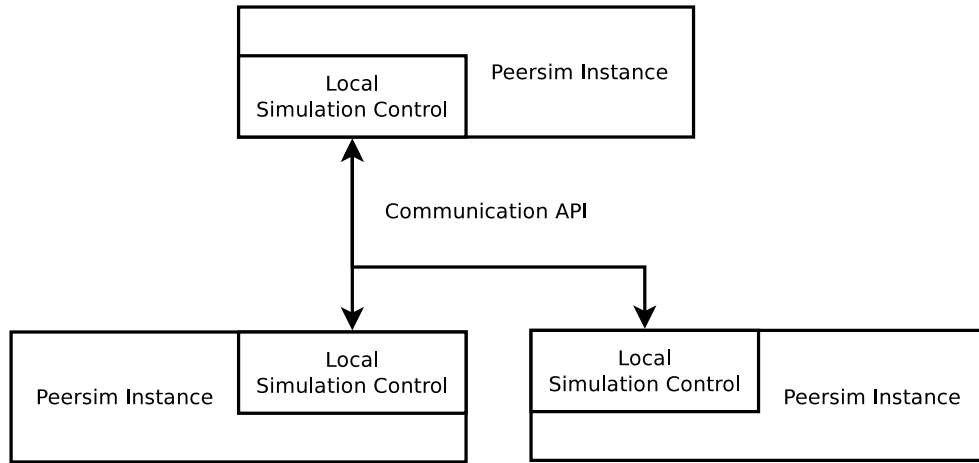 Local
Simulation Control
Peersim Instance
Communication API
Peersim Instance
Local
Simulation Control
Local
Simulation Control
Peersim Instance